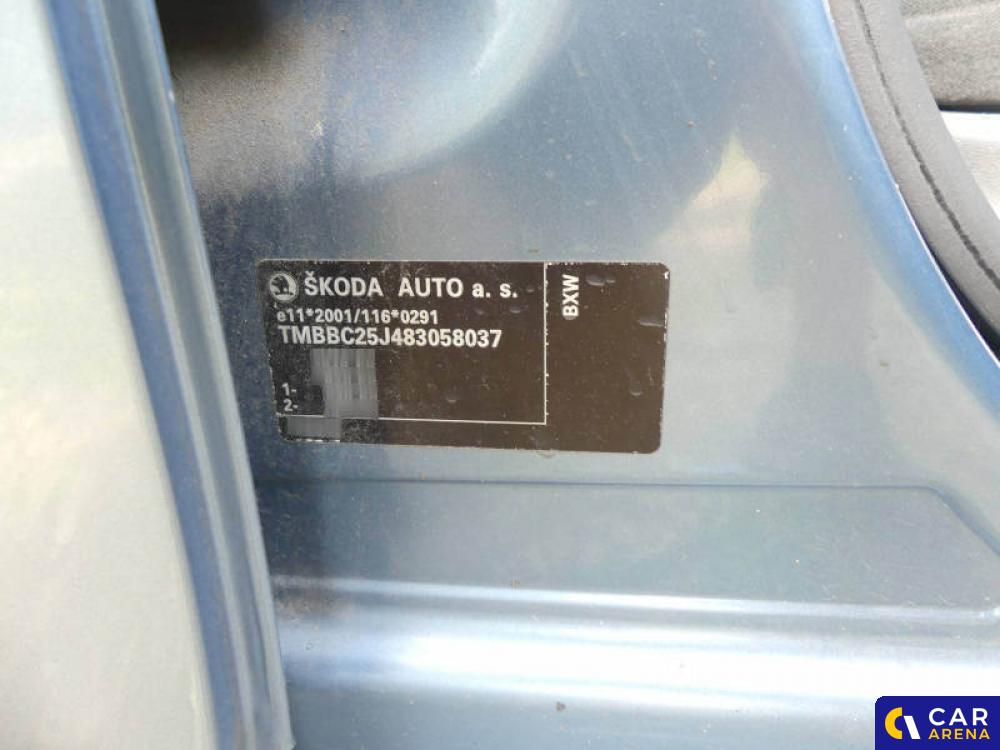 ŠKODA AUTO a. s.
e11*2001/116*0291
TMBBC25J483058037
1-
2-
BXW
CAR
ARENA